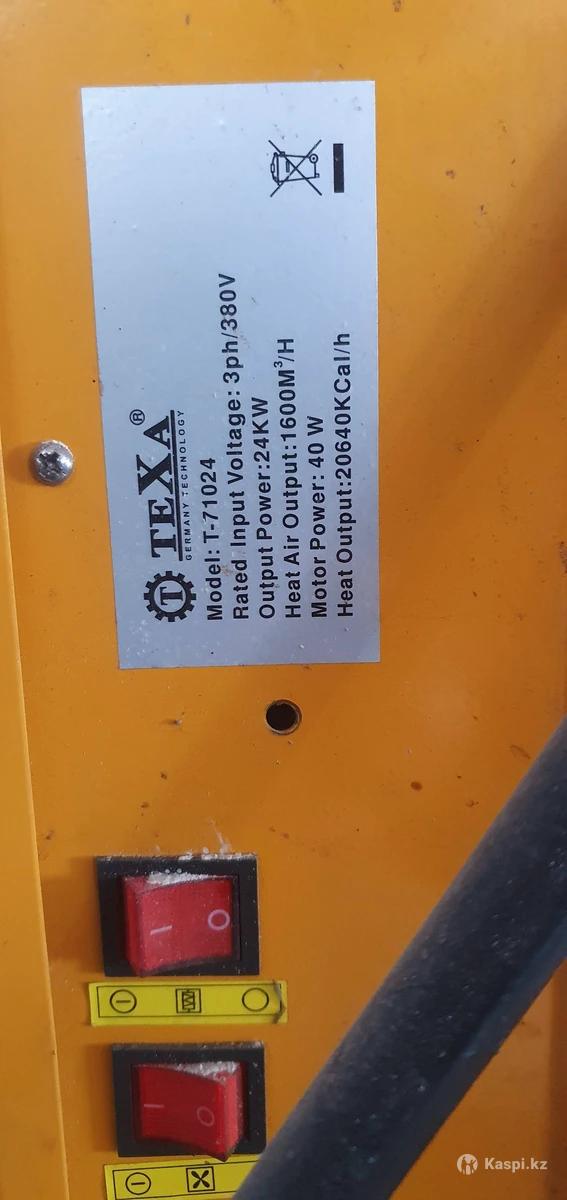 TEXA®
GERMANY TECHNOLOGY
Model: T-71024
Rated Input Voltage: 3ph/380V
Output Power:24KW
Heat Air Output:1600M³/H
Motor Power: 40 W
Heat Output:20640KCal/h
Kaspi.kz